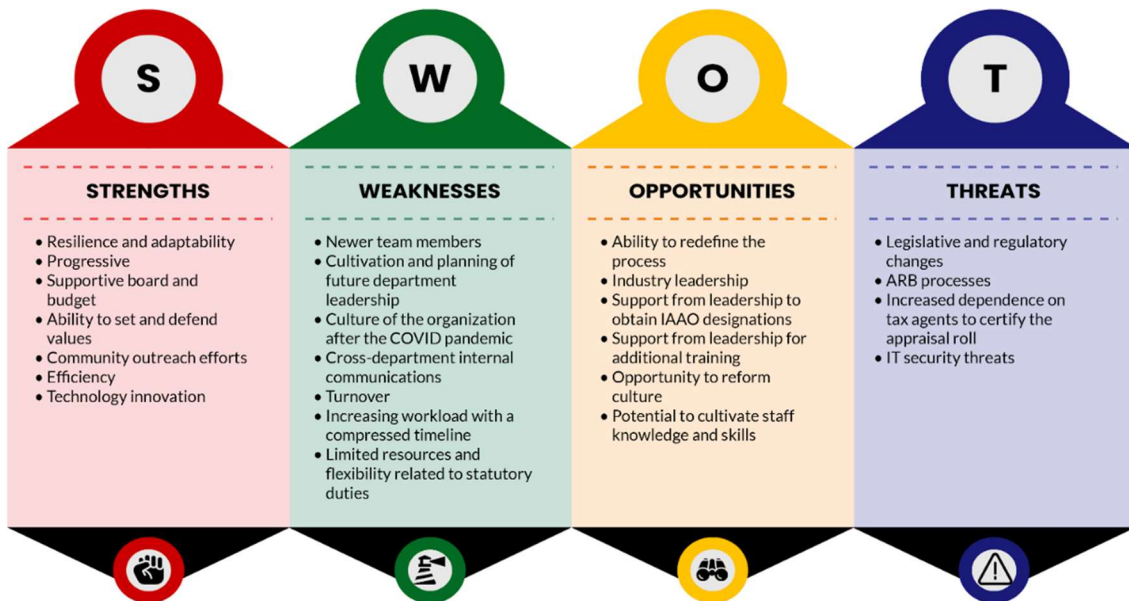 S
W
O
T
STRENGTHS
• Resilience and adaptability
• Progressive
• Supportive board and
budget
• Ability to set and defend
values
• Community outreach efforts
• Efficiency
• Technology innovation
WEAKNESSES
• Newer team members
• Cultivation and planning of
future department
leadership
• Culture of the organization
after the COVID pandemic
• Cross-department internal
communications
• Turnover
• Increasing workload with a
compressed timeline
• Limited resources and
flexibility related to statutory
duties
OPPORTUNITIES
• Ability to redefine the
process
• Industry leadership
• Support from leadership to
obtain IAAO designations
• Support from leadership for
additional training
• Opportunity to reform
culture
• Potential to cultivate staff
knowledge and skills
THREATS
• Legislative and regulatory
changes
• ARB processes
• Increased dependence on
tax agents to certify the
appraisal roll
• IT security threats